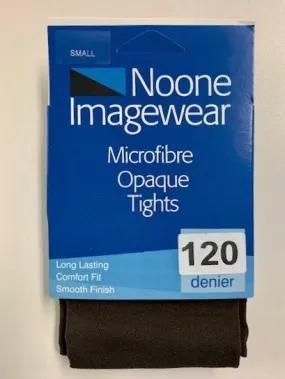 SMALL
Noone
Imagewear
Microfibre
Opaque
Tights
120
denier
Long Lasting
Comfort Fit
Smooth Finish